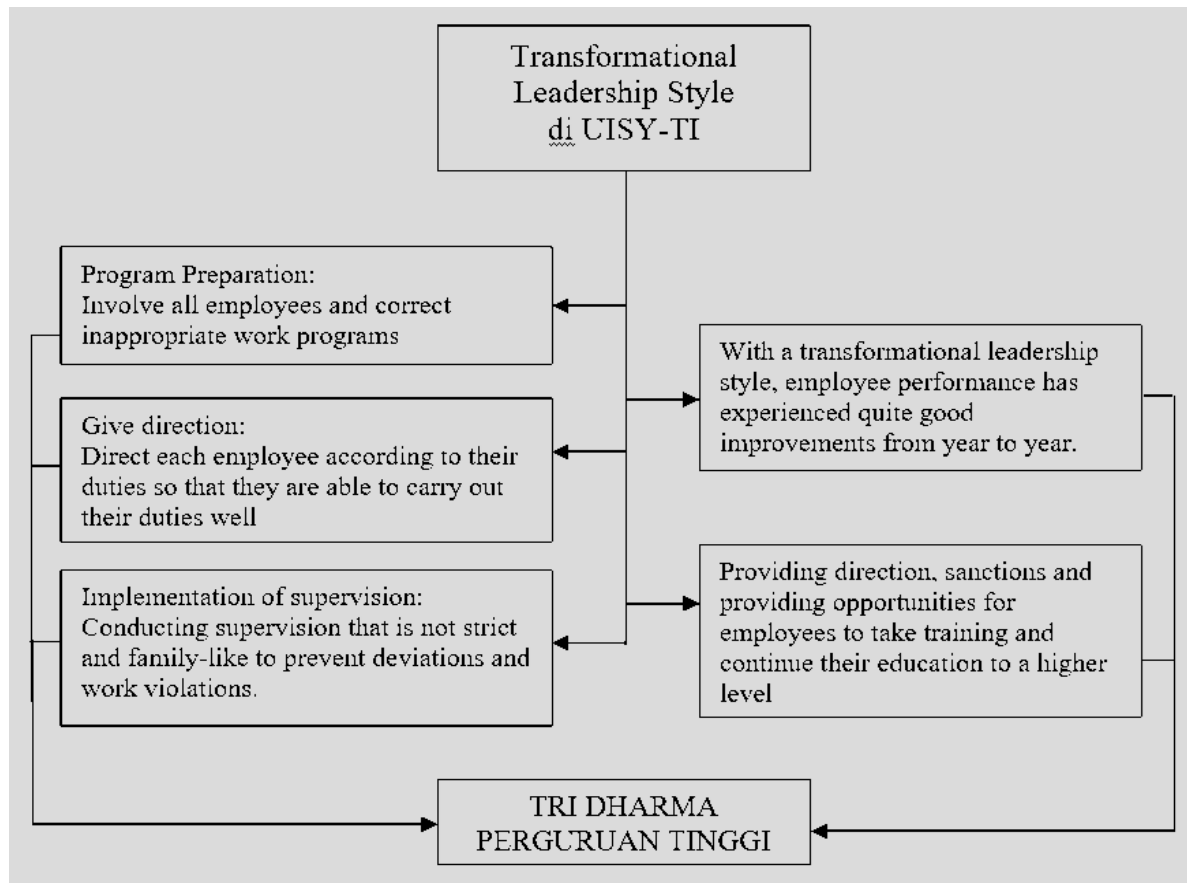 Transformational
Leadership Style
di UISY-TI
Program Preparation:
Involve all employees and correct
inappropriate work programs
Give direction:
Direct each employee according to their
duties so that they are able to carry out
their duties well
Implementation of supervision:
Conducting supervision that is not strict
and family-like to prevent deviations and
work violations.
With a transformational leadership
style, employee performance has
experienced quite good
improvements from year to year.
Providing direction, sanctions and
providing opportunities for
employees to take training and
continue their education to a higher
level
TRI DHARMA
PERGURUAN TINGGI